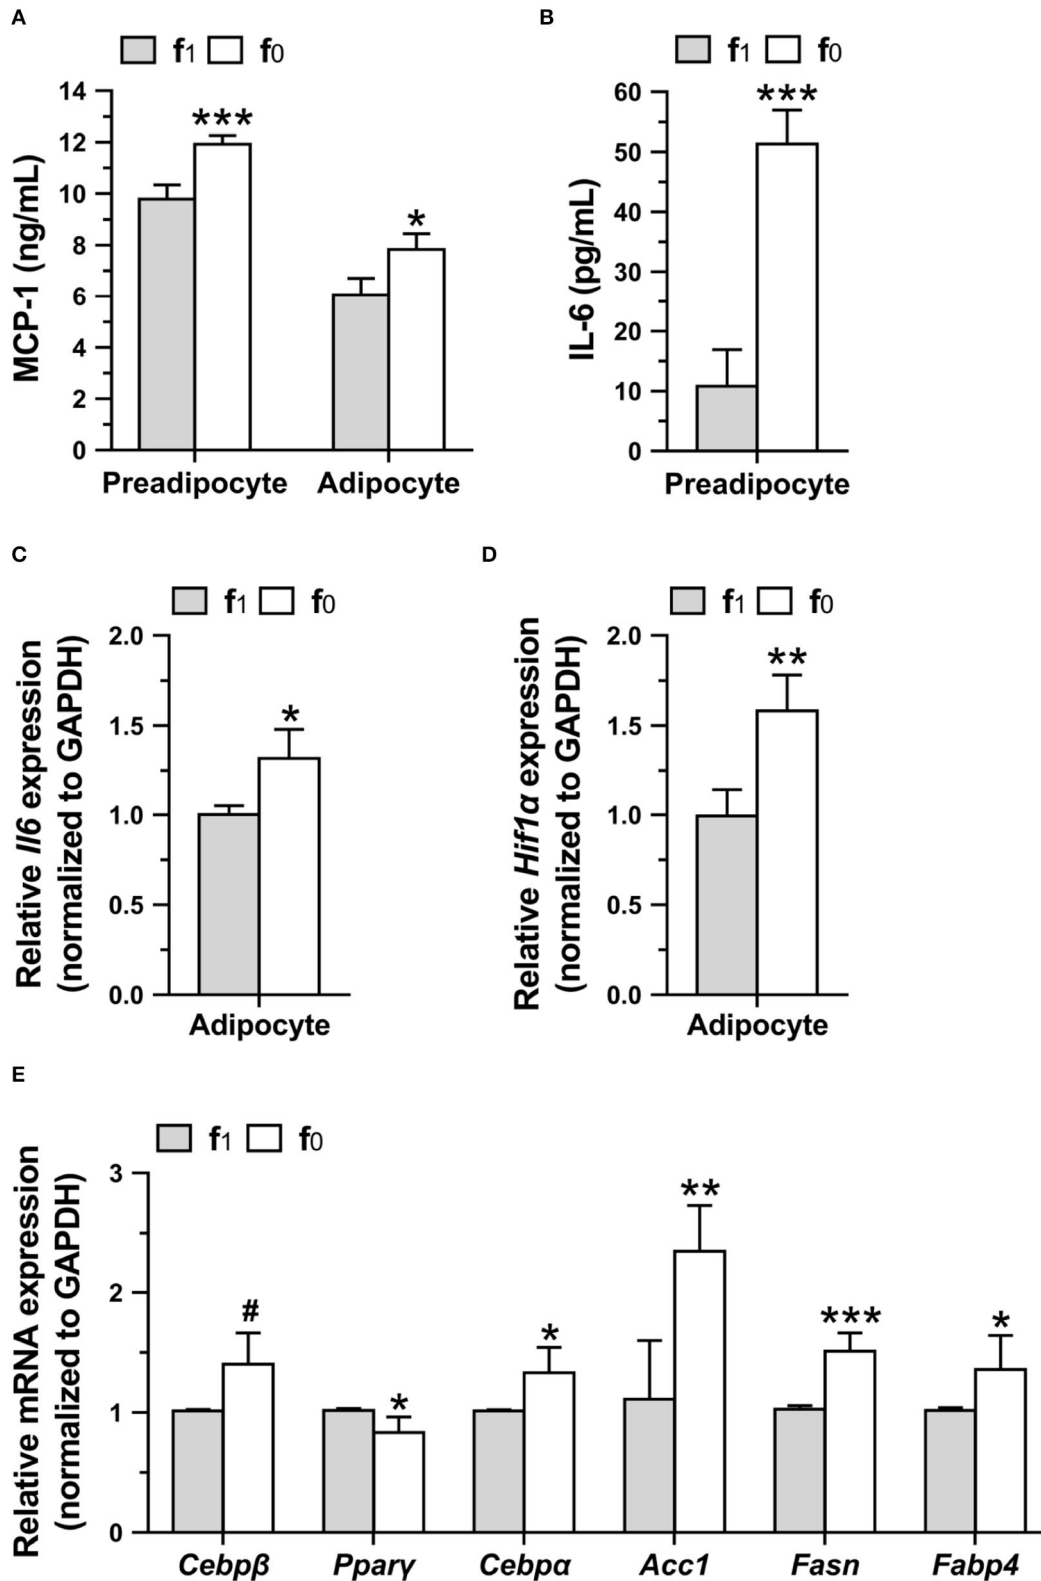 A
f1 f0
MCP-1 (ng/mL)
14
12
10
8
6
4
2
0
***
*
Preadipocyte Adipocyte
B
f1 f0
IL-6 (pg/mL)
60
50
40
30
20
10
0
***
Preadipocyte
C
f1 f0
Relative Il6 expression
(normalized to GAPDH)
2.0
1.5
1.0
0.5
0.0
*
Adipocyte
D
f1 f0
Relative Hif1α expression
(normalized to GAPDH)
2.0
1.5
1.0
0.5
0.0
**
Adipocyte
E
f1 f0
Relative mRNA expression
(normalized to GAPDH)
3
2
1
0
# * * ** *** *
Cebpβ Pparγ Cebpα Acc1 Fasn Fabp4